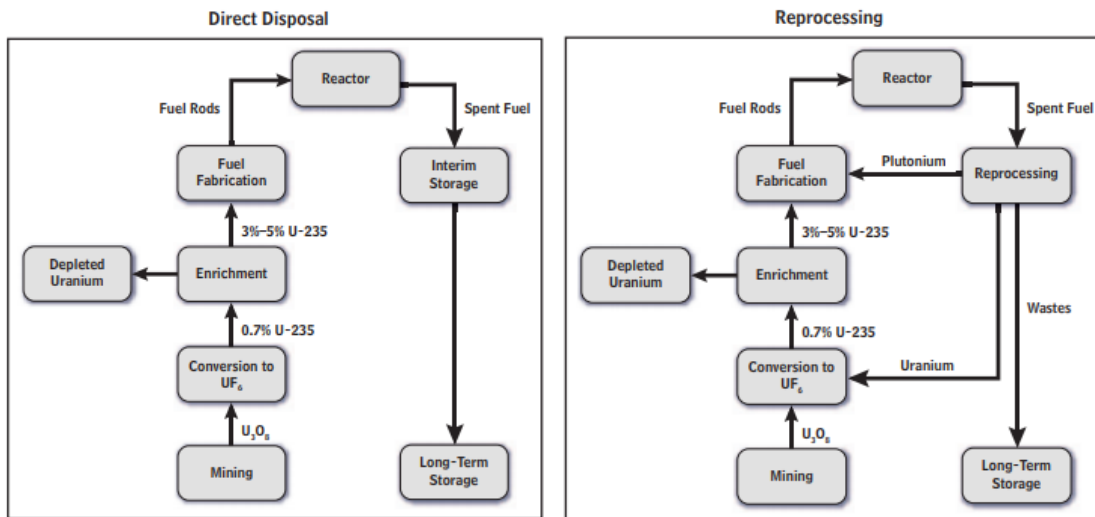 Direct Disposal
Reactor
Fuel Rods
Spent Fuel
Fuel
Fabrication
Interim
Storage
3%–5% U-235
Depleted
Uranium
Enrichment
0.7% U-235
Conversion to
UF₆
U₃O₈
Mining
Long-Term
Storage
Reprocessing
Reactor
Fuel Rods
Spent Fuel
Fuel
Fabrication
Plutonium
Reprocessing
3%–5% U-235
Depleted
Uranium
Enrichment
Wastes
0.7% U-235
Conversion to
UF₆
Uranium
U₃O₈
Mining
Long-Term
Storage